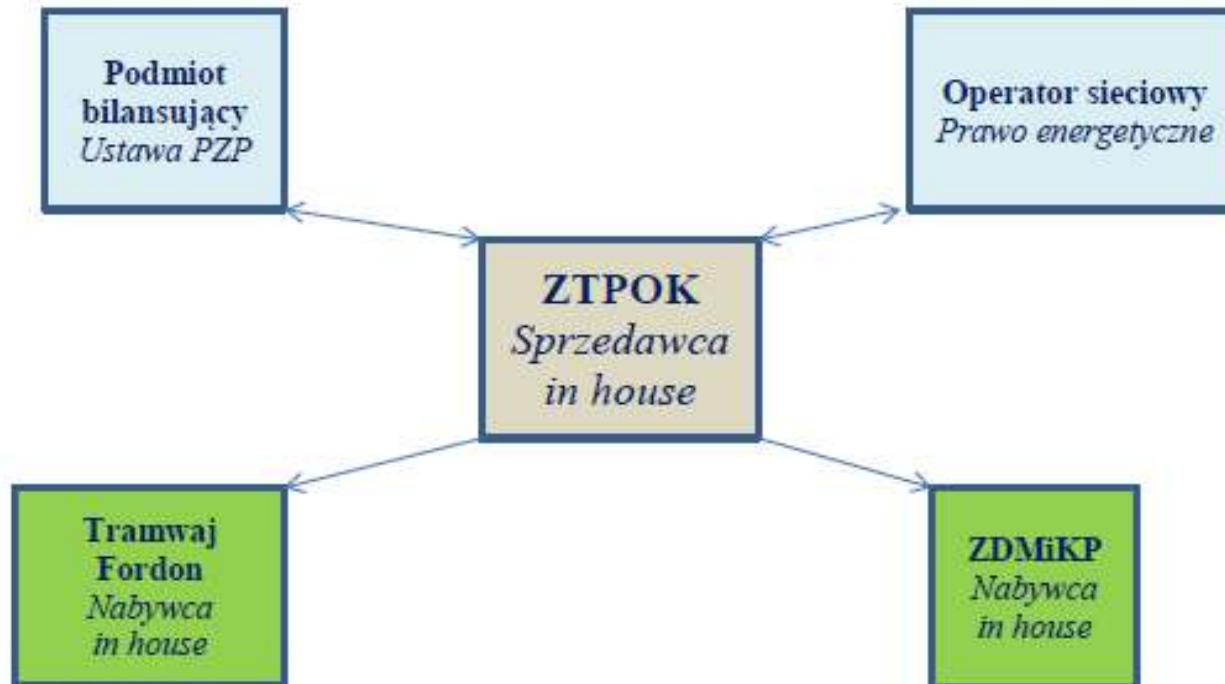 Podmiot
bilansujący
Ustawa PZP
Operator sieciowy
Prawo energetyczne
ZTPOK
Sprzedawca
in house
Tramwaj
Fordon
Nabywca
in house
ZDMiKP
Nabywca
in house